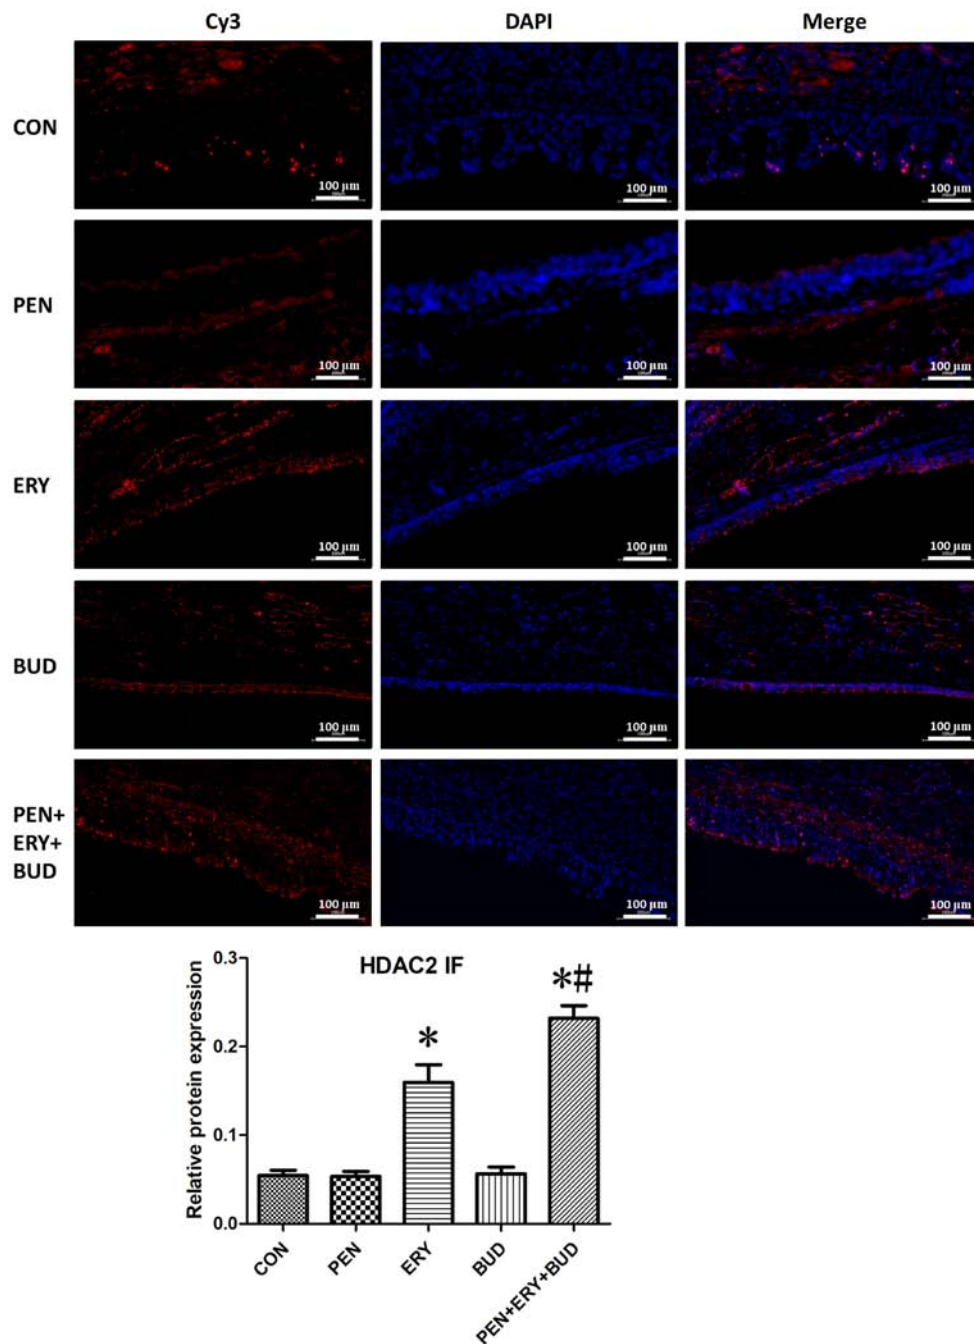 Cy3 DAPI Merge
CON
100 µm 100 µm 100 µm
PEN
100 µm 100 µm 100 µm
ERY
100 µm 100 µm 100 µm
BUD
100 µm 100 µm 100 µm
PEN+
ERY+
BUD
100 µm 100 µm 100 µm
HDAC2 IF
Relative protein expression
0.3
0.2
0.1
0.0
*
*#
CON PEN ERY BUD PEN+ERY+BUD